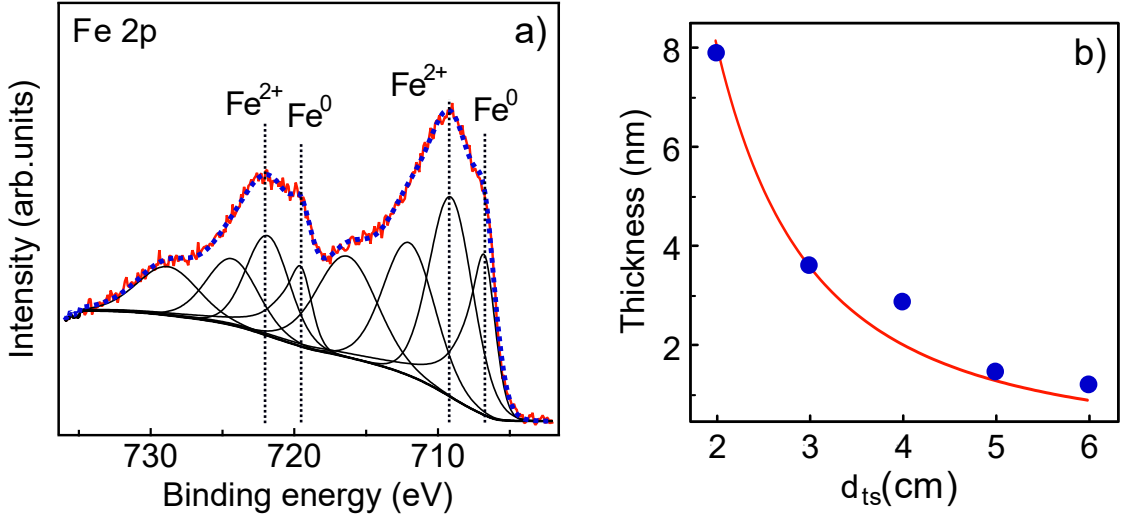 Fe 2p
a)
Fe²⁺
Fe⁰
Fe²⁺
Fe⁰
Intensity (arb.units)
730
720
710
Binding energy (eV)
b)
8
6
4
2
Thickness (nm)
2
3
4
5
6
d_ts(cm)